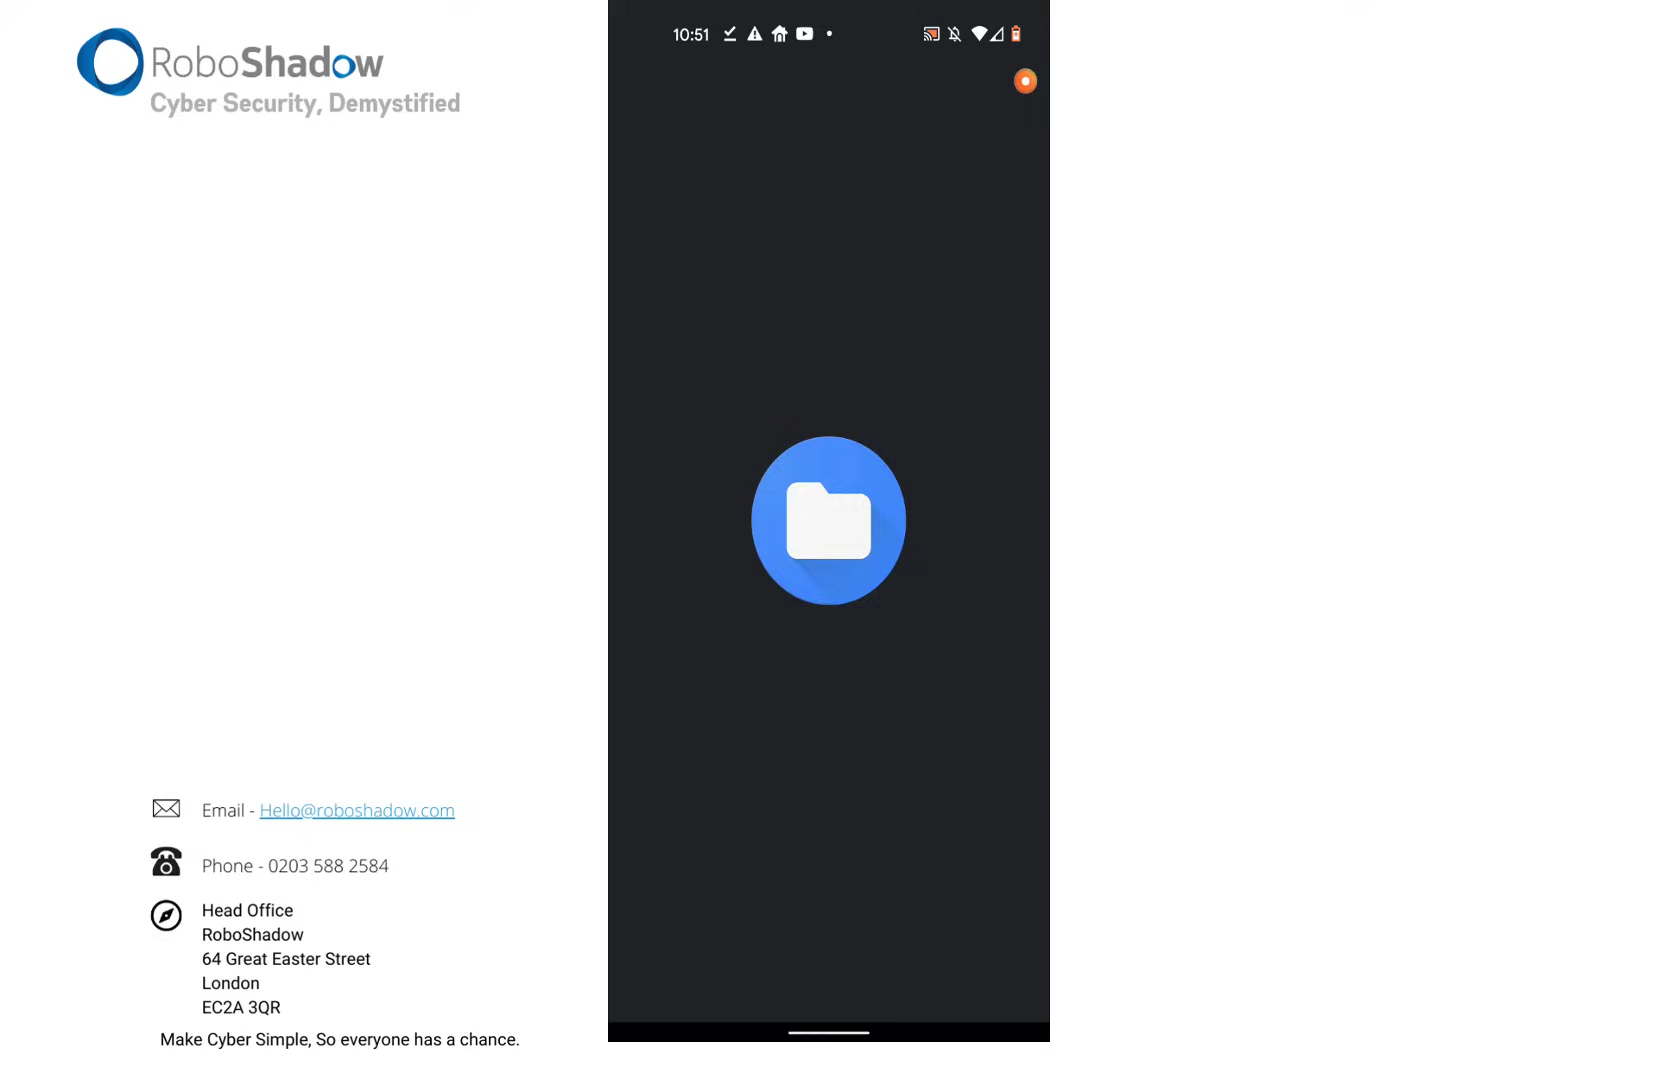 RoboShadow
Cyber Security, Demystified
10:51
Email - Hello@roboshadow.com
Phone - 0203 588 2584
Head Office
RoboShadow
64 Great Easter Street
London
EC2A 3QR
Make Cyber Simple, So everyone has a chance.